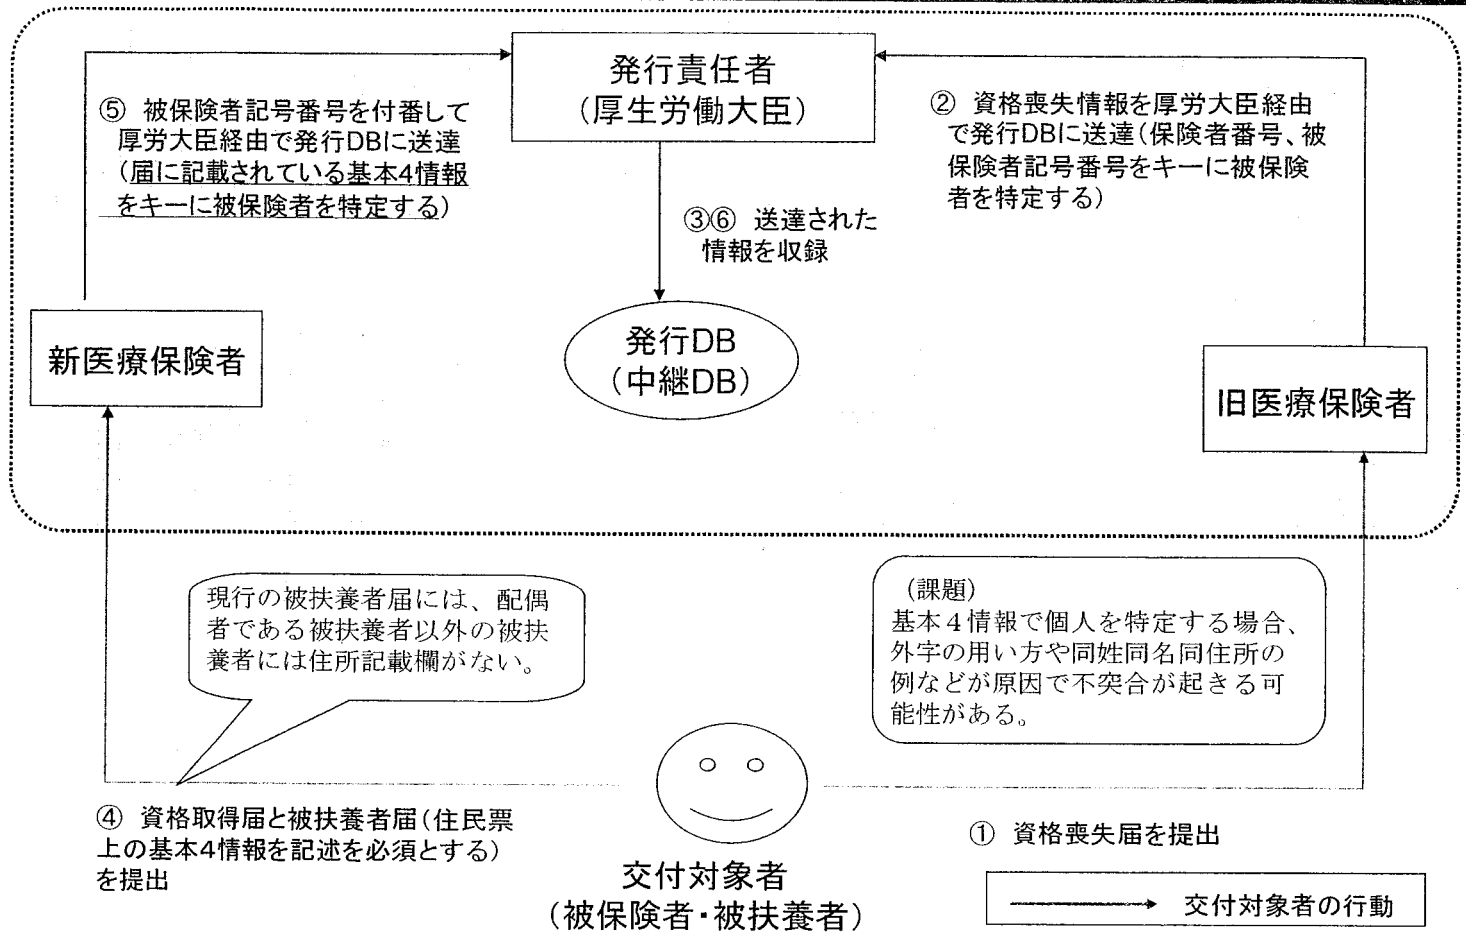 発行責任者
(厚生労働大臣)
⑤ 被保険者記号番号を付番して
厚労大臣経由で発行DBに送達
(届に記載されている基本4情報
をキーに被保険者を特定する)
② 資格喪失情報を厚労大臣経由
で発行DBに送達(保険者番号、被
保険者記号番号をキーに被保険
者を特定する)
③⑥ 送達された
情報を収録
新医療保険者
発行DB
(中継DB)
旧医療保険者
現行の被扶養者届には、配偶
者である被扶養者以外の被扶
養者には住所記載欄がない。
(課題)
基本4情報で個人を特定する場合、
外字の用い方や同姓同名同住所の
例などが原因で不突合が起きる可
能性がある。
④ 資格取得届と被扶養者届(住民票
上の基本4情報を記述を必須とする)
を提出
① 資格喪失届を提出
交付対象者
(被保険者・被扶養者)
交付対象者の行動